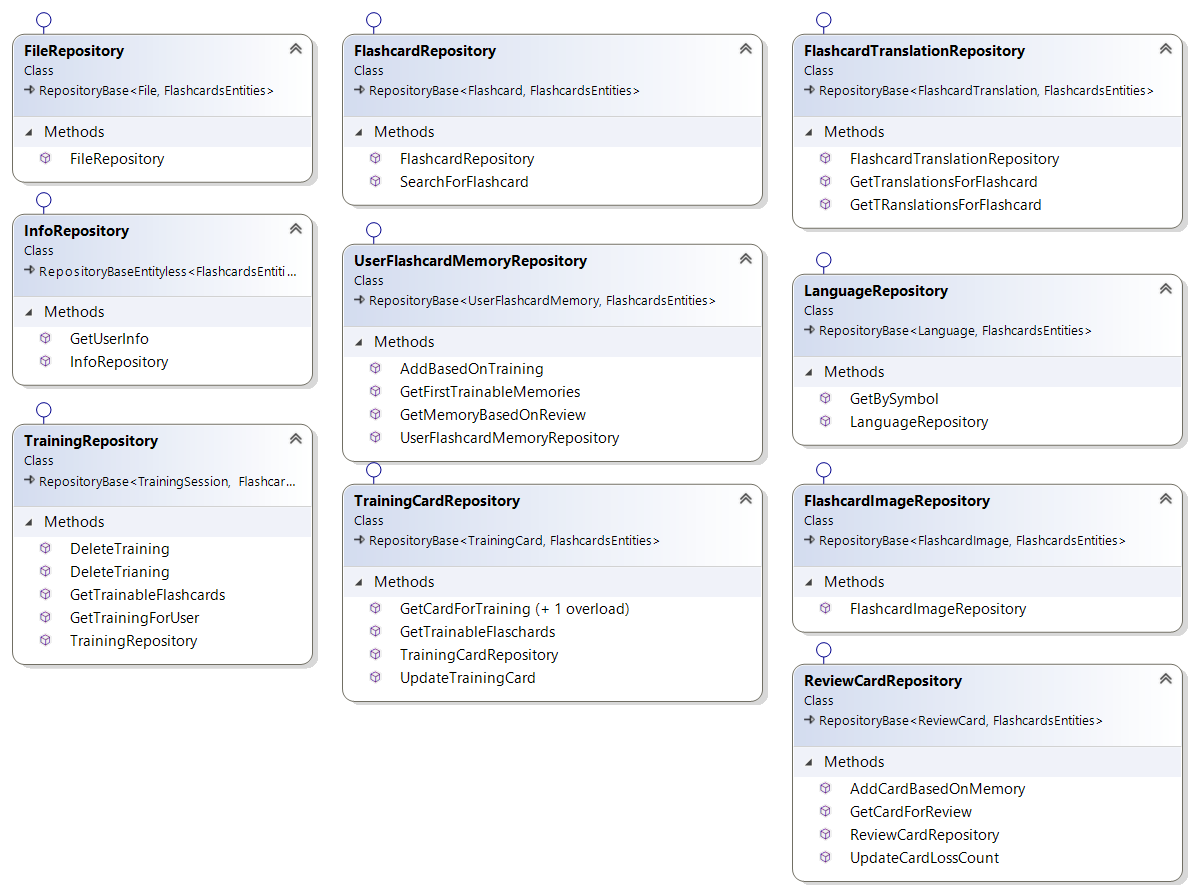 FileRepository
Class
RepositoryBase<File, FlashcardsEntities>
Methods
FileRepository
InfoRepository
Class
RepositoryBaseEntityless<FlashcardsEntiti...
Methods
GetUserInfo
InfoRepository
TrainingRepository
Class
RepositoryBase<TrainingSession, Flashcar...
Methods
DeleteTraining
DeleteTrianing
GetTrainableFlashcards
GetTrainingForUser
TrainingRepository
FlashcardRepository
Class
RepositoryBase<Flashcard, FlashcardsEntities>
Methods
FlashcardRepository
SearchForFlashcard
UserFlashcardMemoryRepository
Class
RepositoryBase<UserFlashcardMemory, FlashcardsEntities>
Methods
AddBasedOnTraining
GetFirstTrainableMemories
GetMemoryBasedOnReview
UserFlashcardMemoryRepository
TrainingCardRepository
Class
RepositoryBase<TrainingCard, FlashcardsEntities>
Methods
GetCardForTraining (+ 1 overload)
GetTrainableFlaschards
TrainingCardRepository
UpdateTrainingCard
FlashcardTranslationRepository
Class
RepositoryBase<FlashcardTranslation, FlashcardsEntities>
Methods
FlashcardTranslationRepository
GetTranslationsForFlashcard
GetTRanslationsForFlashcard
LanguageRepository
Class
RepositoryBase<Language, FlashcardsEntities>
Methods
GetBySymbol
LanguageRepository
FlashcardImageRepository
Class
RepositoryBase<FlashcardImage, FlashcardsEntities>
Methods
FlashcardImageRepository
ReviewCardRepository
Class
RepositoryBase<ReviewCard, FlashcardsEntities>
Methods
AddCardBasedOnMemory
GetCardForReview
ReviewCardRepository
UpdateCardLossCount